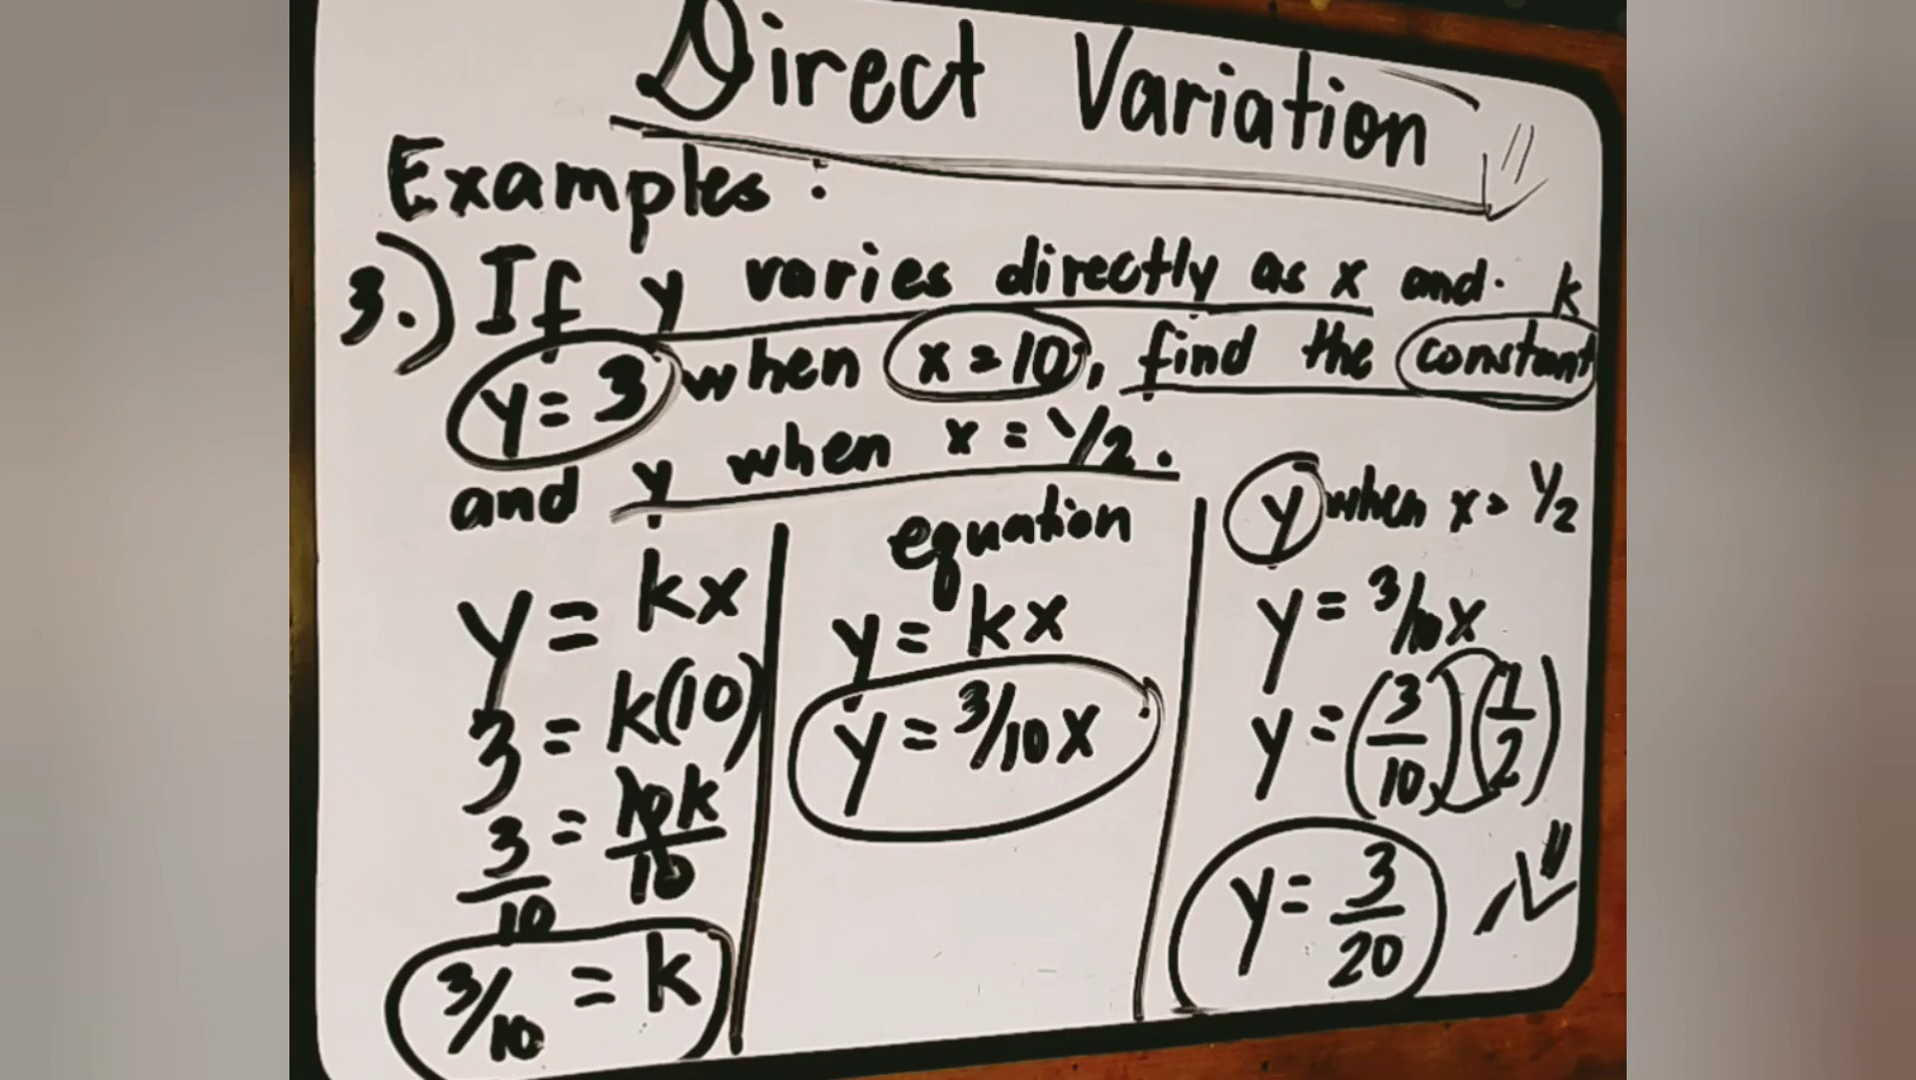 Direct Variation
Examples:
3.) If y varies directly as x and k
y = 3 when x = 10, find the constant
and y when x = 1/2.
y = kx
3 = k(10)
3/10 = 10k/10
3/10 = k
equation
y = kx
y = 3/10 x
y when x = 1/2
y = 3/10 x
y = (3/10)(1/2)
y = 3/20